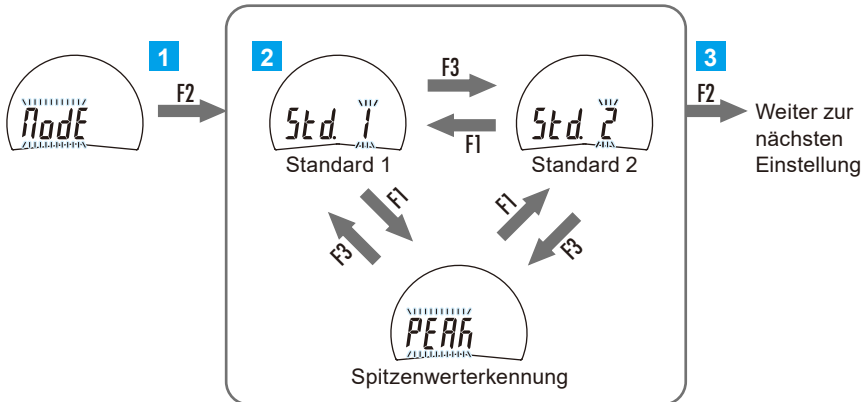 1
F2
ModE
2
Std. 1
Standard 1
F3
F1
Std. 2
Standard 2
3
F2
Weiter zur
nächsten
Einstellung
F1
F3
F1
F3
PEAK
Spitzenwerterkennung